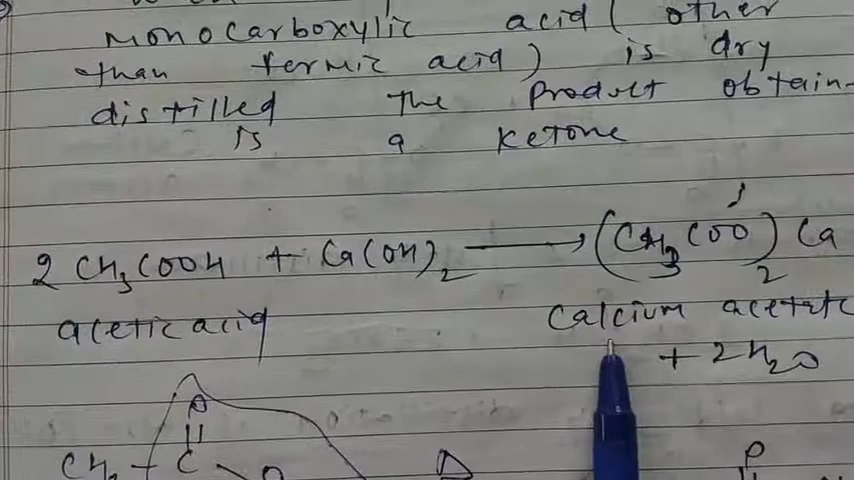 monocarboxylic acid ( other
than formic acid ) is dry
distilled the product obtain-
is a ketone
2 CH3COOH + Ca(OH)2 → (CH3COO)2 Ca
acetic acid Calcium acetate
+ 2H2O
O
||
C
Δ